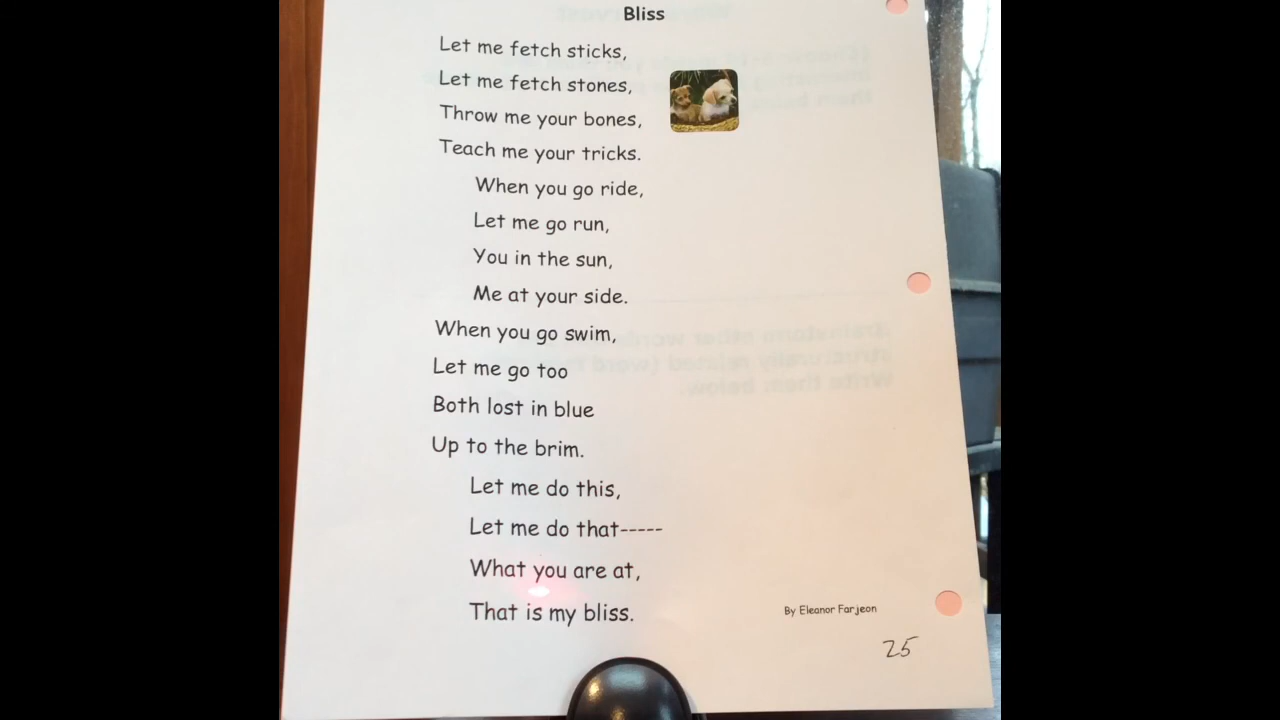 Bliss
Let me fetch sticks,
Let me fetch stones,
Throw me your bones,
Teach me your tricks.
When you go ride,
Let me go run,
You in the sun,
Me at your side.
When you go swim,
Let me go too
Both lost in blue
Up to the brim.
Let me do this,
Let me do that-----
What you are at,
That is my bliss.
By Eleanor Farjeon
25